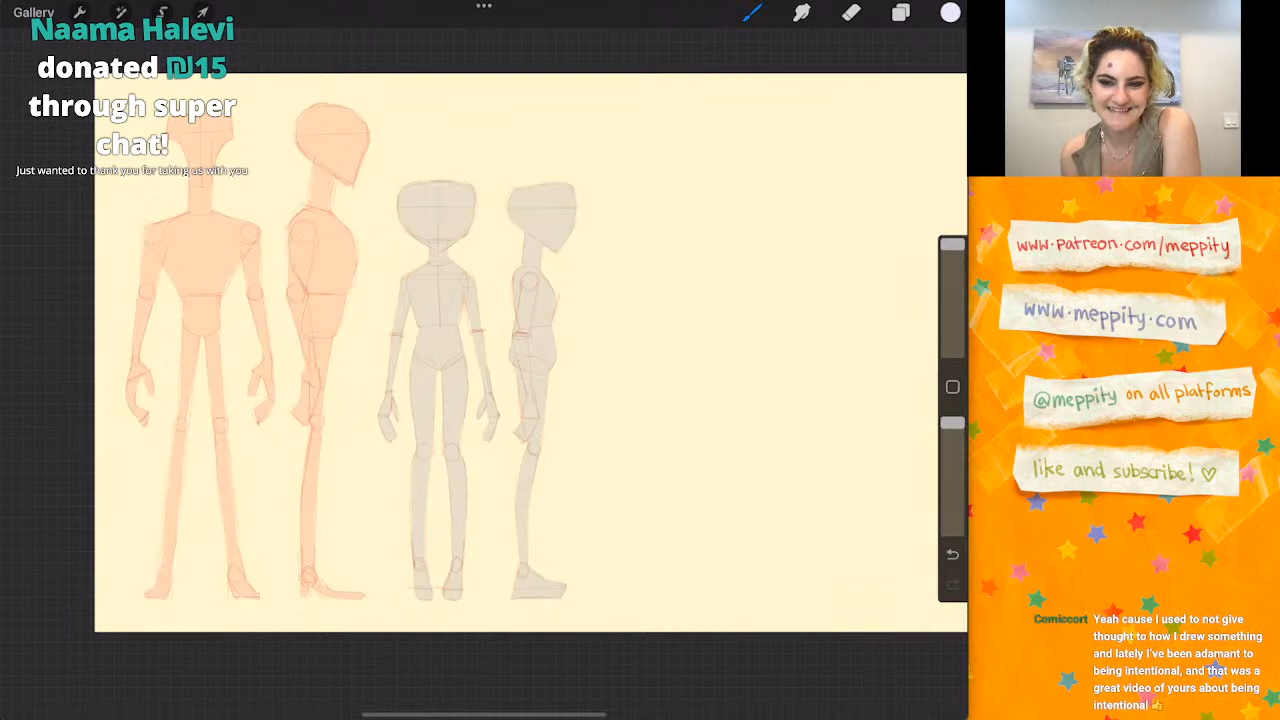 Gallery
Naama Halevi
donated ₪15
through super
chat!
Just wanted to thank you for taking us with you
www.patreon.com/meppity
www.meppity.com
@meppity on all platforms
like and subscribe! ♡
Comiccort Yeah cause I used to not give
thought to how I drew something
and lately I've been adamant to
being intentional, and that was a
great video of yours about being
intentional 👍